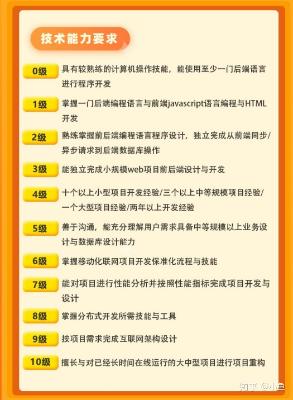 技术能力要求
0级 具有较熟练的计算机操作技能，能使用至少一门后端语言
进行程序开发
1级 掌握一门后端编程语言与前端javascript语言编程与HTML
开发
2级 熟练掌握前后端编程语言程序设计，独立完成从前端同步/
异步请求到后端数据库操作
3级 能独立完成小规模web项目前后端设计与开发
4级 十个以上小型项目开发经验/三个以上中等规模项目经验/
一个大型项目经验/两年以上开发经验
5级 善于沟通，能充分理解用户需求具备中等规模以上业务设
计与数据库设计能力
6级 掌握移动化联网项目开发保准化流程与技能
7级 能对项目进行性能分析并按照性能指标完成项目开发与
设计
8级 掌握分布式开发所需技能与工具
9级 按项目需求完成互联网架构设计
10级 擅长与对已经长时间在线运行的大中型项目进行项目重构
知乎